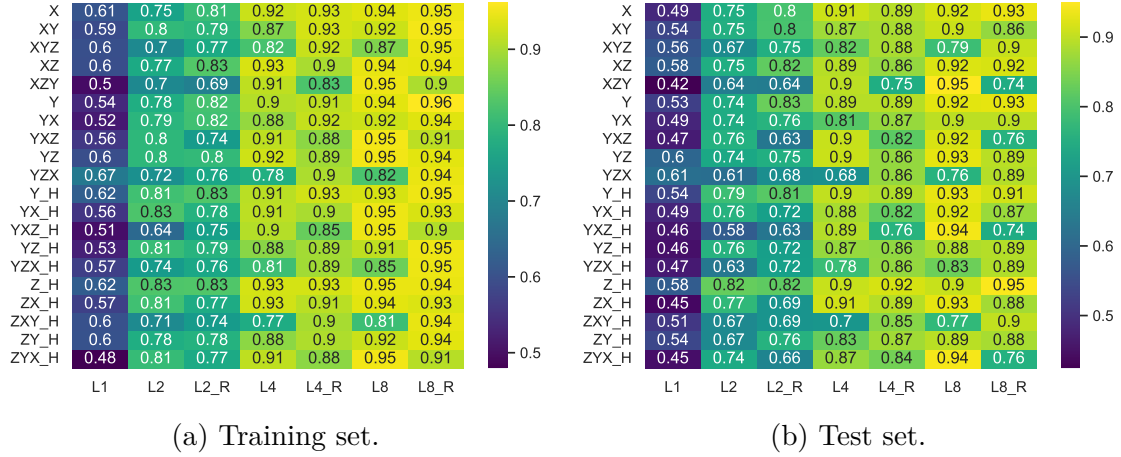 X 0.61 0.75 0.81 0.92 0.93 0.94 0.95
XY 0.59 0.8 0.79 0.87 0.93 0.92 0.95
XYZ 0.6 0.7 0.77 0.82 0.92 0.87 0.95
XZ 0.6 0.77 0.83 0.93 0.9 0.94 0.94
XZY 0.5 0.7 0.69 0.91 0.83 0.95 0.9
Y 0.54 0.78 0.82 0.9 0.91 0.94 0.96
YX 0.52 0.79 0.82 0.88 0.92 0.92 0.94
YXZ 0.56 0.8 0.74 0.91 0.88 0.95 0.91
YZ 0.6 0.8 0.8 0.92 0.89 0.95 0.94
YZX 0.67 0.72 0.76 0.78 0.9 0.82 0.94
Y_H 0.62 0.81 0.83 0.91 0.93 0.93 0.95
YX_H 0.56 0.83 0.78 0.91 0.9 0.95 0.93
YXZ_H 0.51 0.64 0.75 0.9 0.85 0.95 0.9
YZ_H 0.53 0.81 0.79 0.88 0.89 0.91 0.95
YZX_H 0.57 0.74 0.76 0.81 0.89 0.85 0.95
Z_H 0.62 0.83 0.83 0.93 0.93 0.95 0.94
ZX_H 0.57 0.81 0.77 0.93 0.91 0.94 0.93
ZXY_H 0.6 0.71 0.74 0.77 0.9 0.81 0.94
ZY_H 0.6 0.78 0.78 0.88 0.9 0.92 0.94
ZYX_H 0.48 0.81 0.77 0.91 0.88 0.95 0.91
L1 L2 L2_R L4 L4_R L8 L8_R
0.9
0.8
0.7
0.6
0.5
(a) Training set.
X 0.49 0.75 0.8 0.91 0.89 0.92 0.93
XY 0.54 0.75 0.8 0.87 0.88 0.9 0.86
XYZ 0.56 0.67 0.75 0.82 0.88 0.79 0.9
XZ 0.58 0.75 0.82 0.89 0.86 0.92 0.92
XZY 0.42 0.64 0.64 0.9 0.75 0.95 0.74
Y 0.53 0.74 0.83 0.89 0.89 0.92 0.93
YX 0.49 0.74 0.76 0.81 0.87 0.9 0.9
YXZ 0.47 0.76 0.63 0.9 0.82 0.92 0.76
YZ 0.6 0.74 0.75 0.9 0.86 0.93 0.89
YZX 0.61 0.61 0.68 0.68 0.86 0.76 0.89
Y_H 0.54 0.79 0.81 0.9 0.89 0.93 0.91
YX_H 0.49 0.76 0.72 0.88 0.82 0.92 0.87
YXZ_H 0.46 0.58 0.63 0.89 0.76 0.94 0.74
YZ_H 0.46 0.76 0.72 0.87 0.86 0.88 0.89
YZX_H 0.47 0.63 0.72 0.78 0.86 0.83 0.89
Z_H 0.58 0.82 0.82 0.9 0.92 0.9 0.95
ZX_H 0.45 0.77 0.69 0.91 0.89 0.93 0.88
ZXY_H 0.51 0.67 0.69 0.7 0.85 0.77 0.9
ZY_H 0.54 0.67 0.76 0.83 0.87 0.89 0.88
ZYX_H 0.45 0.74 0.66 0.87 0.84 0.94 0.76
L1 L2 L2_R L4 L4_R L8 L8_R
0.9
0.8
0.7
0.6
0.5
(b) Test set.